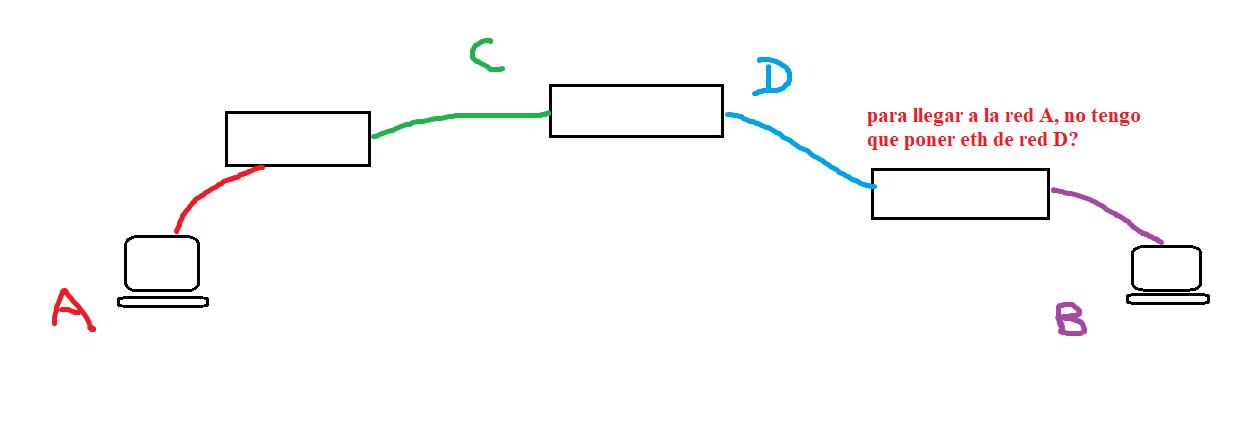 C
D
para llegar a la red A, no tengo
que poner eth de red D?
A
B